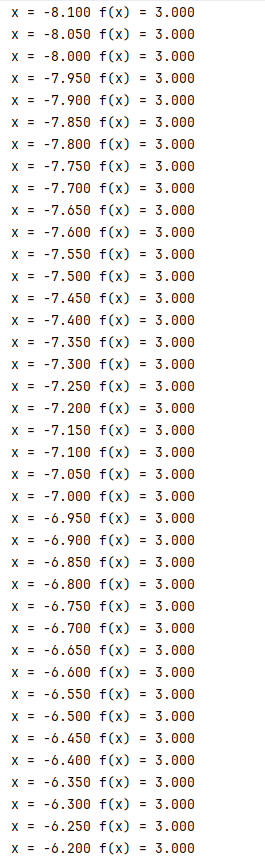 x = -8.100 f(x) = 3.000
x = -8.050 f(x) = 3.000
x = -8.000 f(x) = 3.000
x = -7.950 f(x) = 3.000
x = -7.900 f(x) = 3.000
x = -7.850 f(x) = 3.000
x = -7.800 f(x) = 3.000
x = -7.750 f(x) = 3.000
x = -7.700 f(x) = 3.000
x = -7.650 f(x) = 3.000
x = -7.600 f(x) = 3.000
x = -7.550 f(x) = 3.000
x = -7.500 f(x) = 3.000
x = -7.450 f(x) = 3.000
x = -7.400 f(x) = 3.000
x = -7.350 f(x) = 3.000
x = -7.300 f(x) = 3.000
x = -7.250 f(x) = 3.000
x = -7.200 f(x) = 3.000
x = -7.150 f(x) = 3.000
x = -7.100 f(x) = 3.000
x = -7.050 f(x) = 3.000
x = -7.000 f(x) = 3.000
x = -6.950 f(x) = 3.000
x = -6.900 f(x) = 3.000
x = -6.850 f(x) = 3.000
x = -6.800 f(x) = 3.000
x = -6.750 f(x) = 3.000
x = -6.700 f(x) = 3.000
x = -6.650 f(x) = 3.000
x = -6.600 f(x) = 3.000
x = -6.550 f(x) = 3.000
x = -6.500 f(x) = 3.000
x = -6.450 f(x) = 3.000
x = -6.400 f(x) = 3.000
x = -6.350 f(x) = 3.000
x = -6.300 f(x) = 3.000
x = -6.250 f(x) = 3.000
x = -6.200 f(x) = 3.000